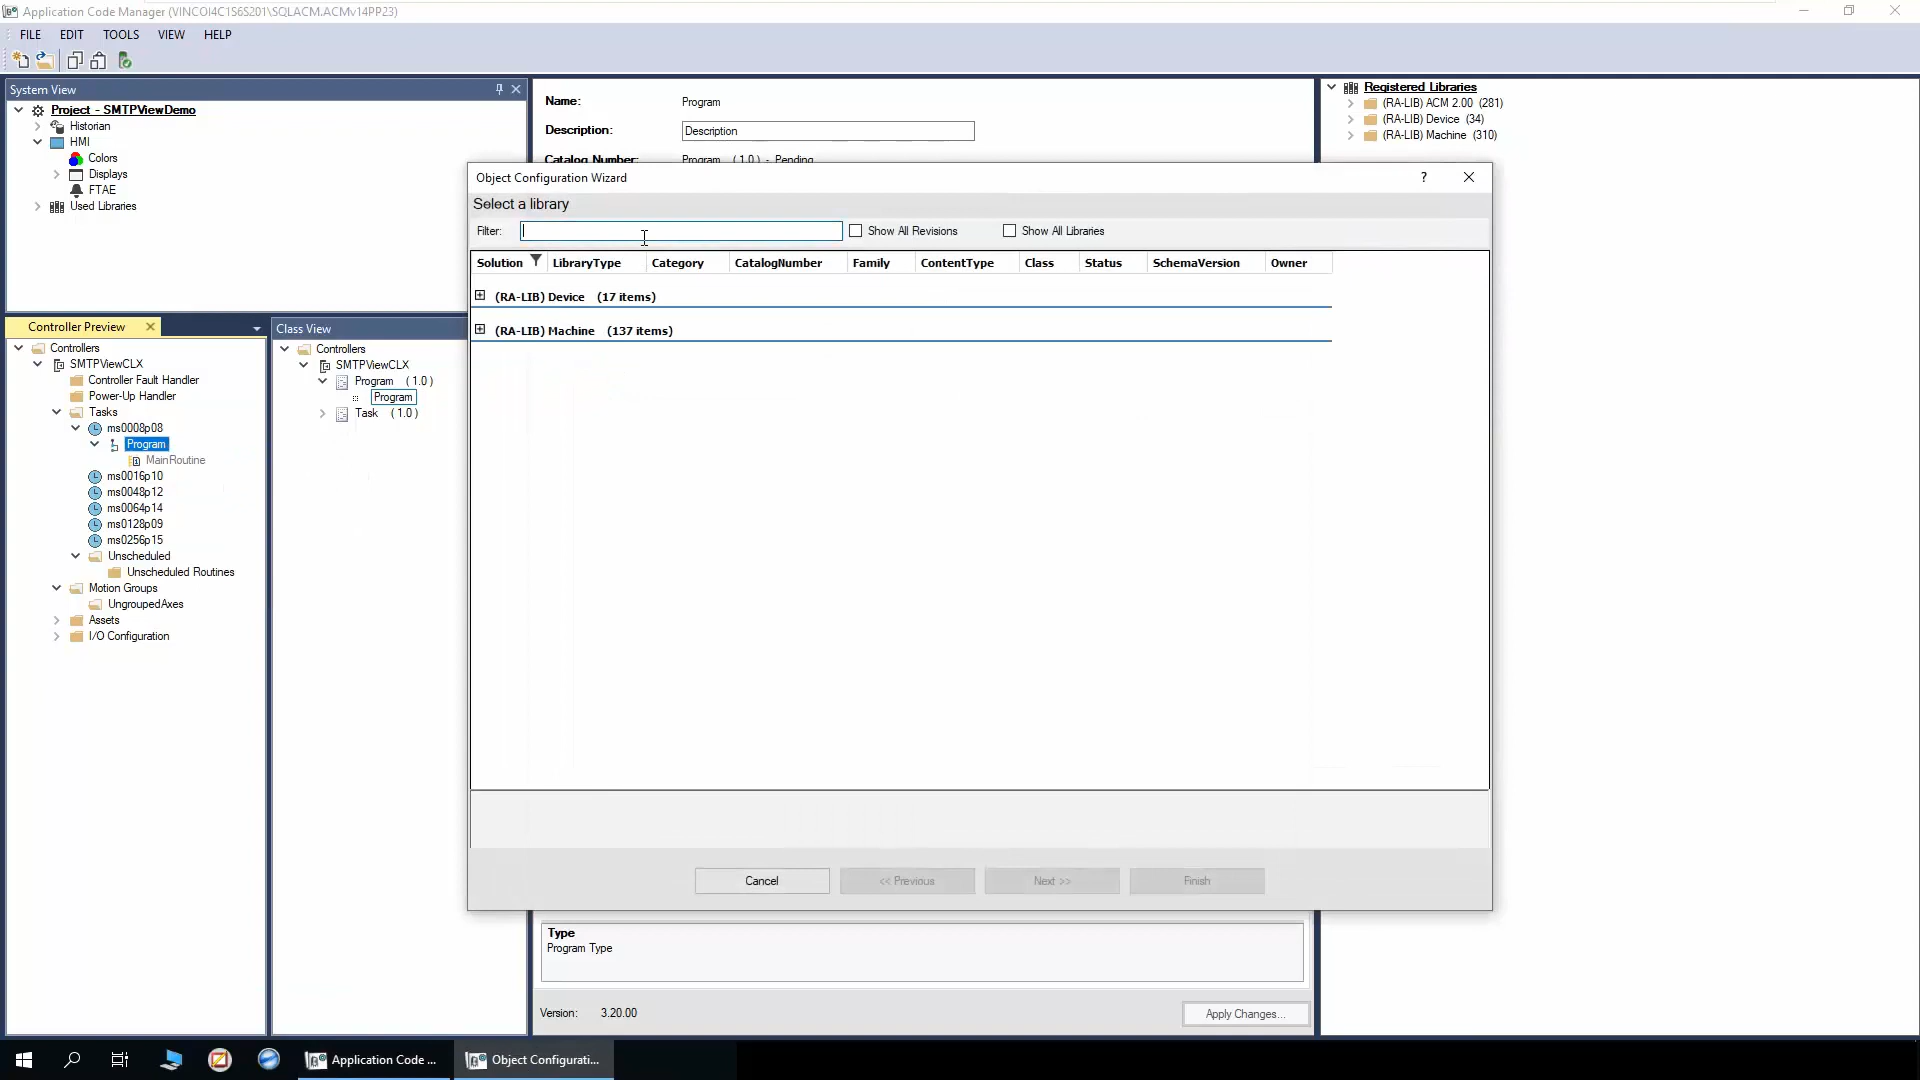 Application Code Manager (VINCOI4C1S6S201\SQLACM.ACMv14PP23)
FILE EDIT TOOLS VIEW HELP
System View
Project - SMTPViewDemo
Historian
HMI
Colors
Displays
FTAE
Used Libraries
Name: Program
Description: Description
Catalog Number: Program (1.0) - Pending
Registered Libraries
(RA-LIB) ACM 2.00 (281)
(RA-LIB) Device (34)
(RA-LIB) Machine (310)
Controller Preview
Controllers
SMTPViewCLX
Controller Fault Handler
Power-Up Handler
Tasks
ms0008p08
Program
MainRoutine
ms0016p10
ms0048p12
ms0064p14
ms0128p09
ms0256p15
Unscheduled
Unscheduled Routines
Motion Groups
UngroupedAxes
Assets
I/O Configuration
Class View
Controllers
SMTPViewCLX
Program (1.0)
Program
Task (1.0)
Object Configuration Wizard ?
Select a library
Filter: Show All Revisions Show All Libraries
Solution LibraryType Category CatalogNumber Family ContentType Class Status SchemaVersion Owner
(RA-LIB) Device (17 items)
(RA-LIB) Machine (137 items)
Cancel << Previous Next >> Finish
Type
Program Type
Version: 3.20.00 Apply Changes...
Application Code ... Object Configurati...